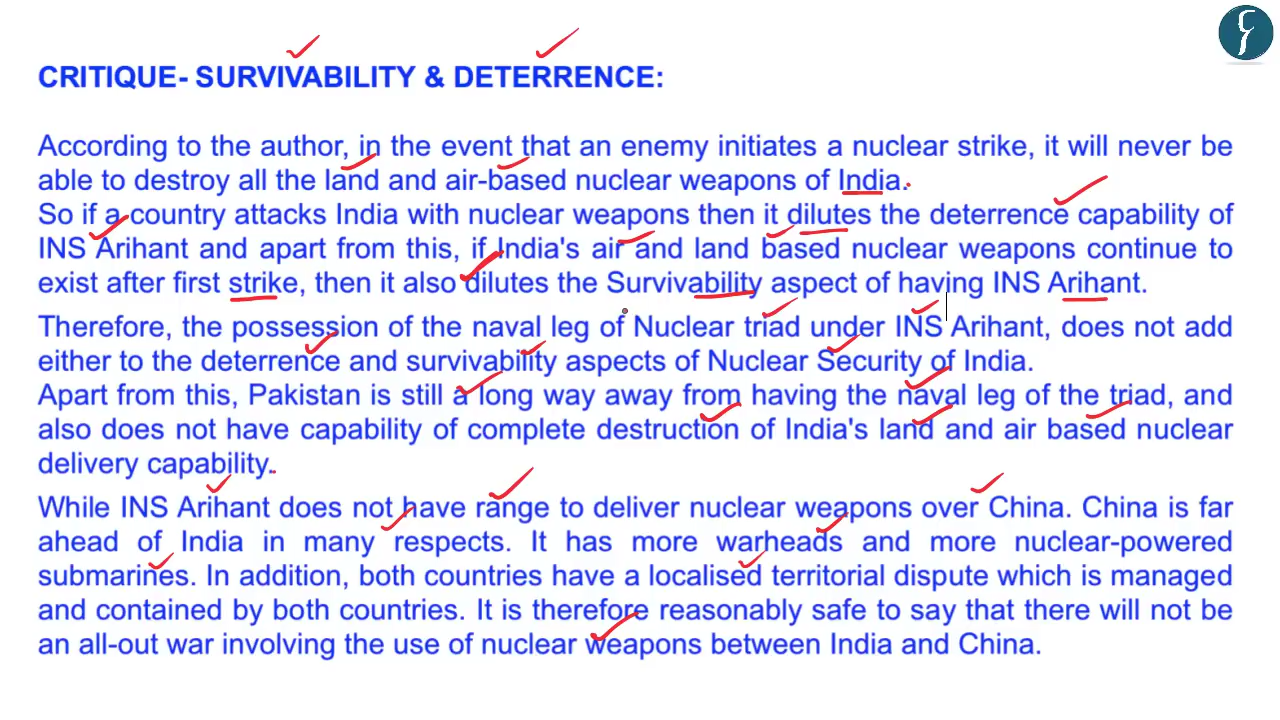 CRITIQUE- SURVIVABILITY & DETERRENCE:
According to the author, in the event that an enemy initiates a nuclear strike, it will never be
able to destroy all the land and air-based nuclear weapons of India.
So if a country attacks India with nuclear weapons then it dilutes the deterrence capability of
INS Arihant and apart from this, if India's air and land based nuclear weapons continue to
exist after first strike, then it also dilutes the Survivability aspect of having INS Arihant.
Therefore, the possession of the naval leg of Nuclear triad under INS Arihant, does not add
either to the deterrence and survivability aspects of Nuclear Security of India.
Apart from this, Pakistan is still a long way away from having the naval leg of the triad, and
also does not have capability of complete destruction of India's land and air based nuclear
delivery capability.
While INS Arihant does not have range to deliver nuclear weapons over China. China is far
ahead of India in many respects. It has more warheads and more nuclear-powered
submarines. In addition, both countries have a localised territorial dispute which is managed
and contained by both countries. It is therefore reasonably safe to say that there will not be
an all-out war involving the use of nuclear weapons between India and China.